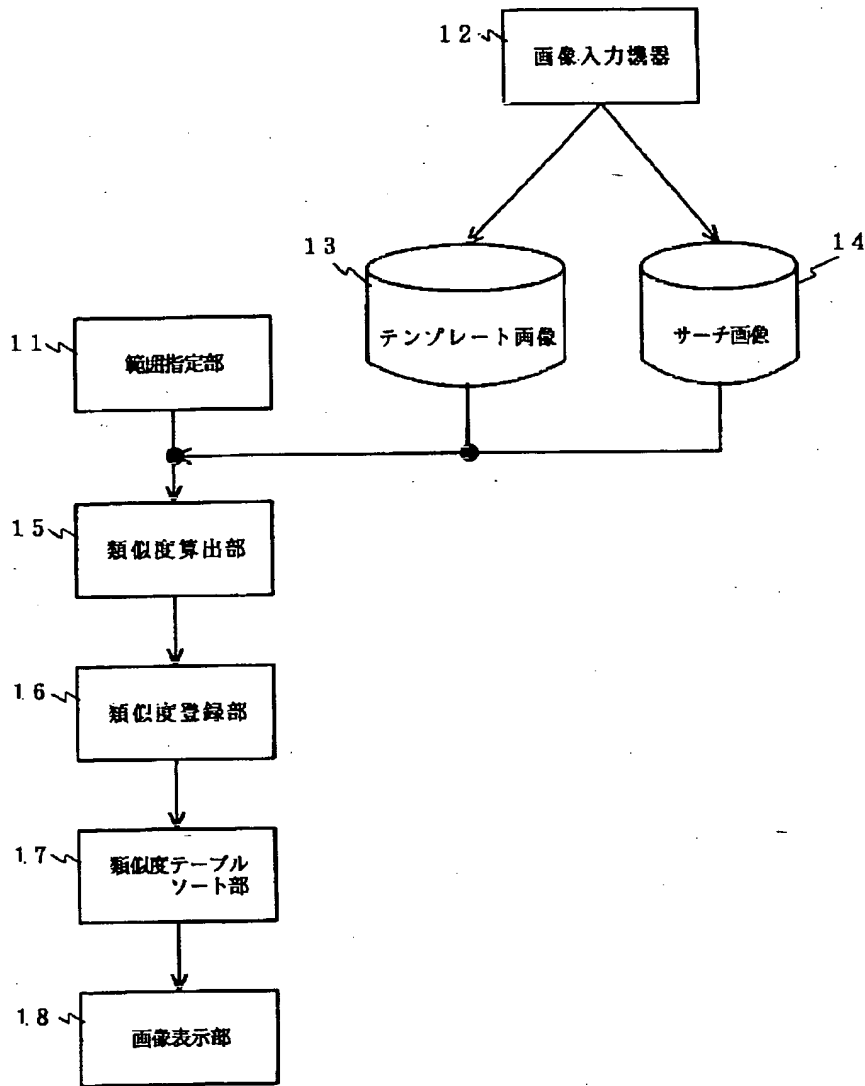 12
画像入力機器
13
14
テンプレート画像
サーチ画像
11
範囲指定部
15
類似度算出部
16
類似度登録部
17
類似度テーブル
ソート部
18
画像表示部